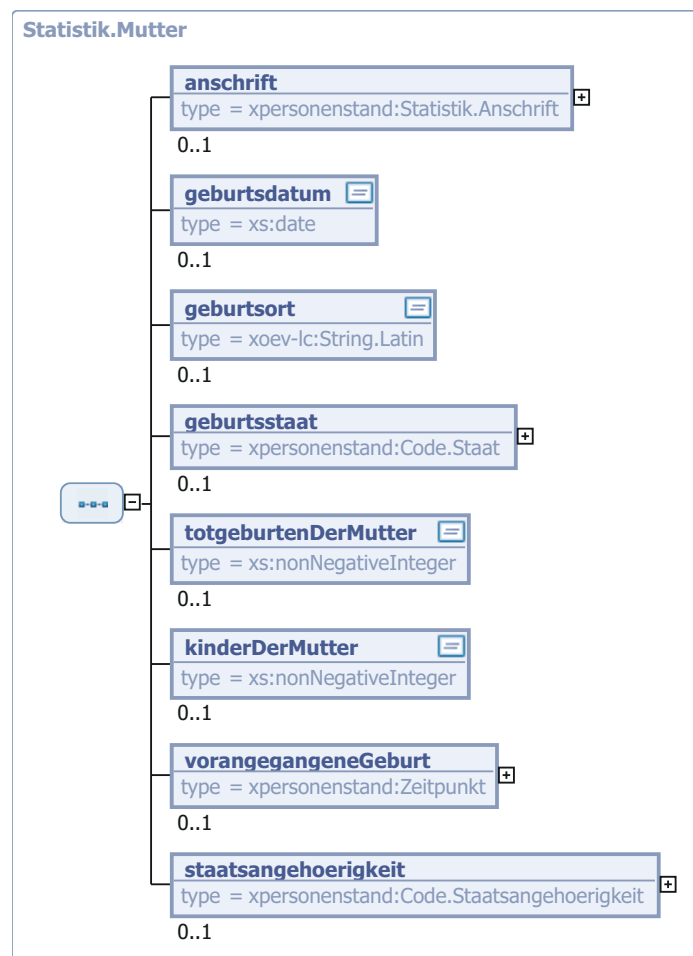 Statistik.Mutter
anschrift
type = xpersonenstand:Statistik.Anschrift
0..1
geburtsdatum
type = xs:date
0..1
geburtsort
type = xoev-lc:String.Latin
0..1
geburtsstaat
type = xpersonenstand:Code.Staat
0..1
totgeburtenDerMutter
type = xs:nonNegativeInteger
0..1
kinderDerMutter
type = xs:nonNegativeInteger
0..1
vorangegangeneGeburt
type = xpersonenstand:Zeitpunkt
0..1
staatsangehoerigkeit
type = xpersonenstand:Code.Staatsangehoerigkeit
0..1